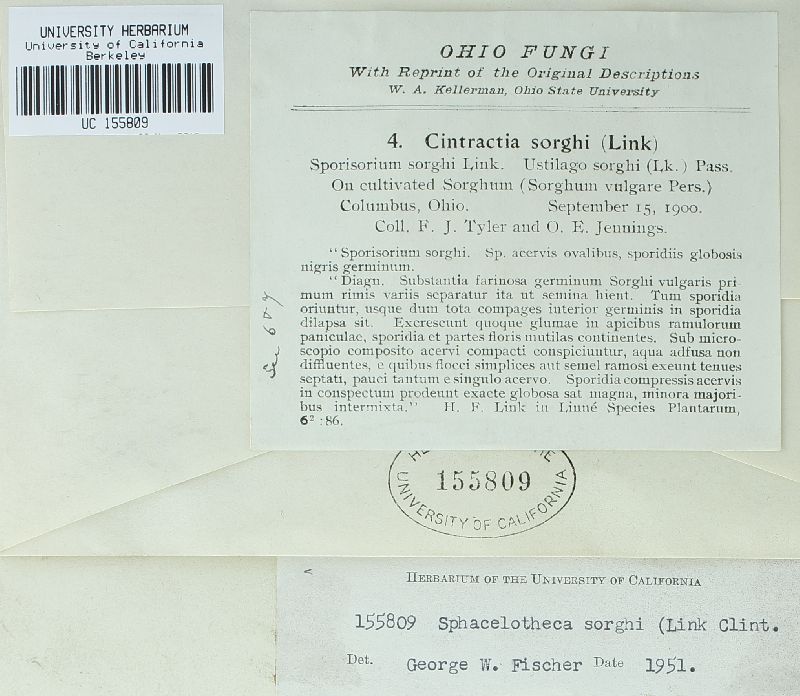 UNIVERSITY HERBARIUM
University of California
Berkeley
UC 155809
OHIO FUNGI
With Reprint of the Original Descriptions
W. A. Kellerman, Ohio State University
4. Cintractia sorghi (Link)
Sporisorium sorghi Link. Ustilago sorghi (Lk.) Pass.
On cultivated Sorghum (Sorghum vulgare Pers.)
Columbus, Ohio. September 15, 1900.
Coll. F. J. Tyler and O. E. Jennings.
"Sporisorium sorghi. Sp. acervis ovalibus, sporidiis globosis
nigris germinum.
"Diagn. Substantia farinosa germinum Sorghi vulgaris pri-
mum rimis variis separatur ita ut semina hient. Tum sporidia
oriuntur, usque dum tota compages interior germinis in sporidia
dilapsa sit. Excrescunt quoque glumae in apicibus ramulorum
paniculae, sporidia et partes floris mutilas continentes. Sub micro-
scopio composito acervi compacti conspiciuntur, aqua adfusa non
diffluentes, e quibus flocci simplices aut semel ramosi exeunt tenues
septati, pauci tantum e singulo acervo. Sporidia compressis acervis
in conspectum prodeunt exacte globosa sat magna, minora majori-
bus intermixta." H. F. Link in Linné Species Plantarum,
6² : 86.
155809
UNIVERSITY OF CALIFORNIA
HERBARIUM OF THE UNIVERSITY OF CALIFORNIA
155809 Sphacelotheca sorghi (Link Clint.
Det. George W. Fischer Date 1951.